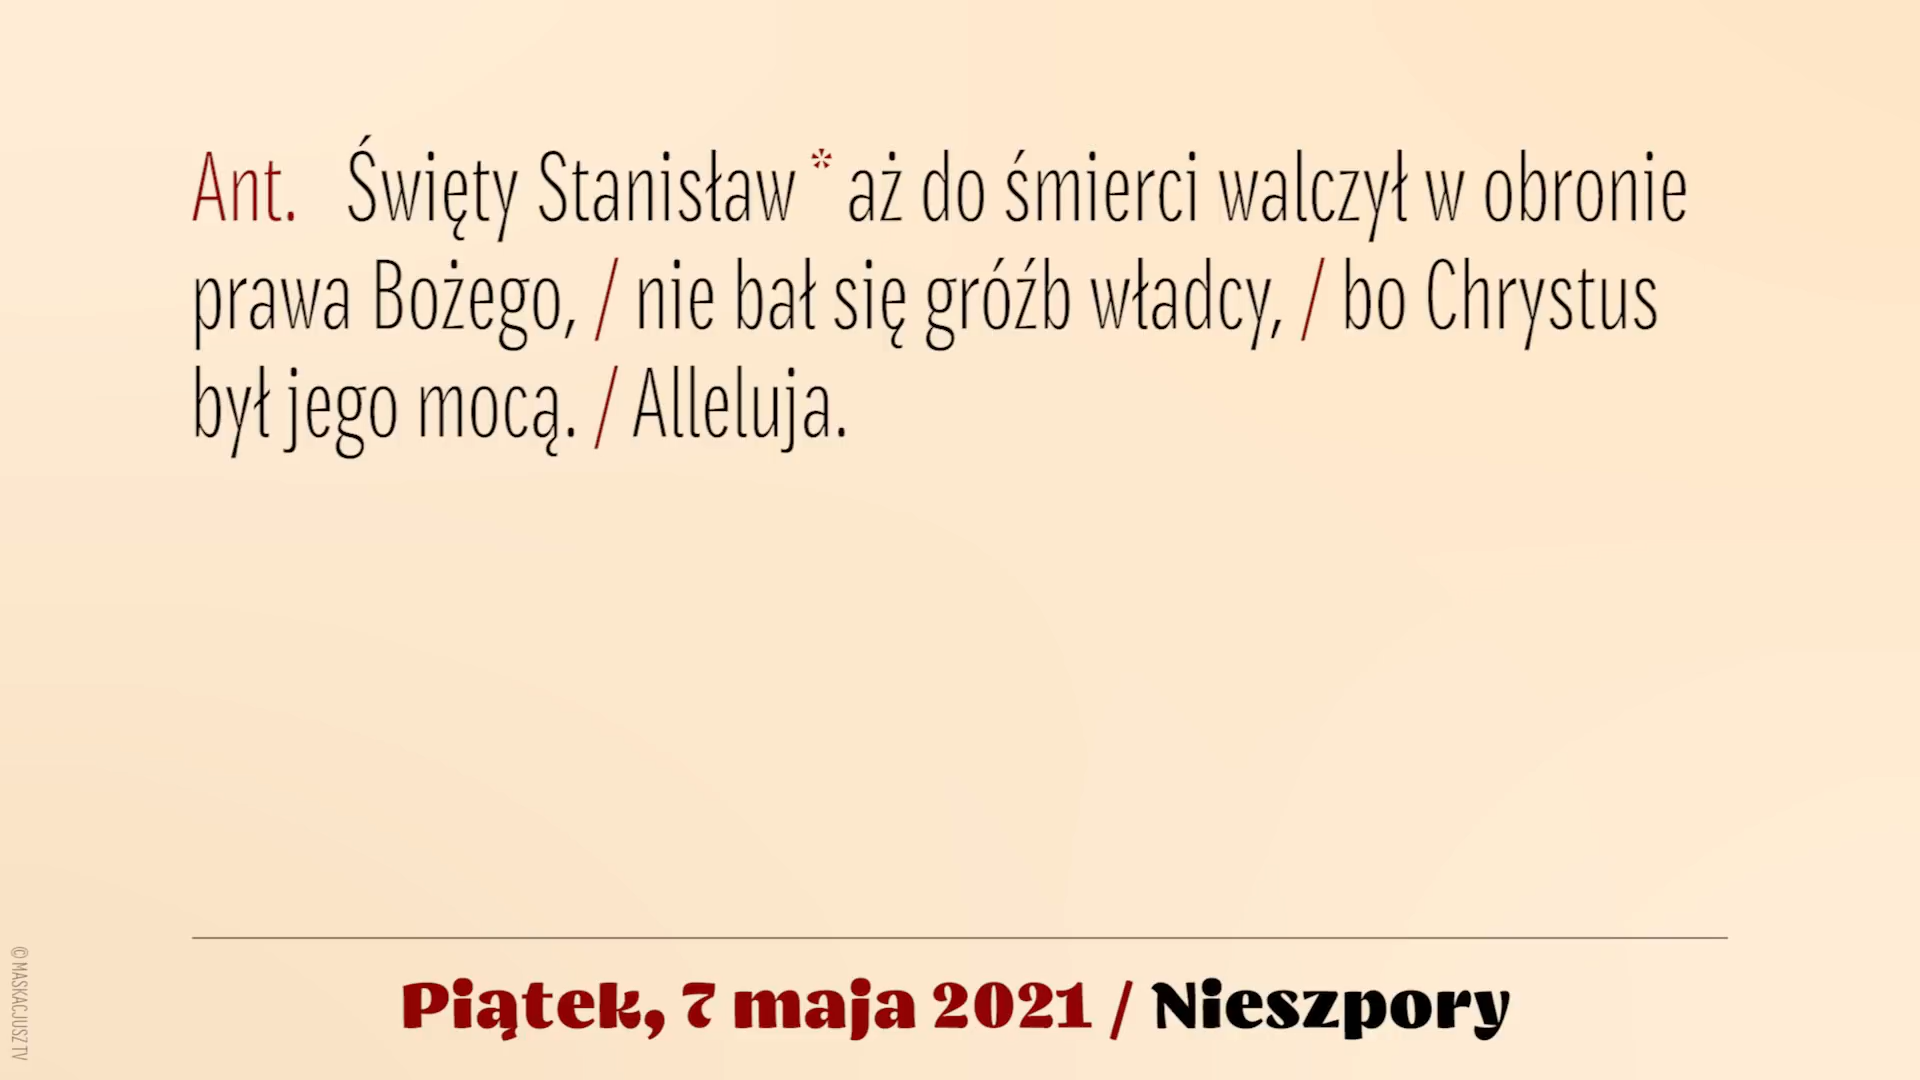 Ant. Święty Stanisław * aż do śmierci walczył w obronie
prawa Bożego, / nie bał się gróźb władcy, / bo Chrystus
był jego mocą. / Alleluja.
Piątek, 7 maja 2021 / Nieszpory
© MASKACJUSZ TV